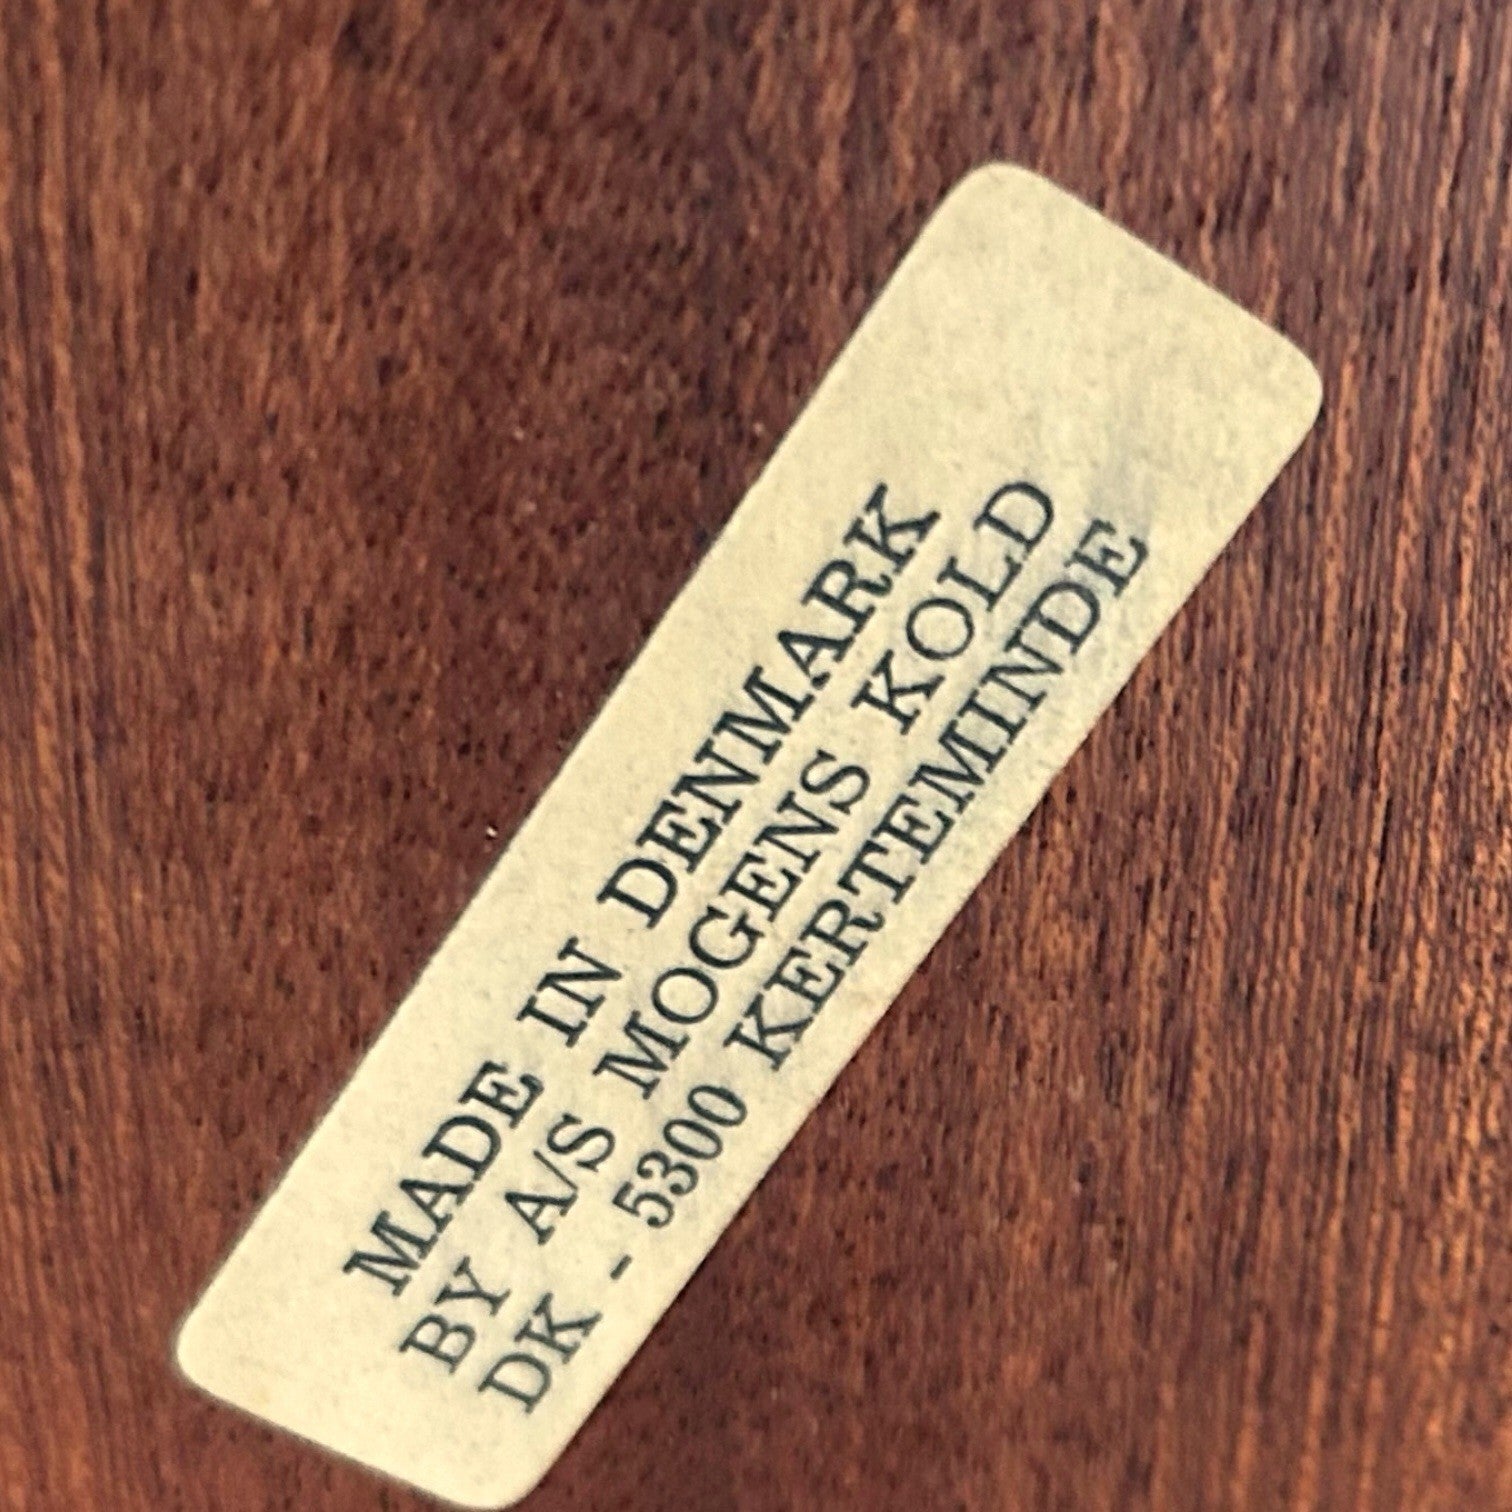 MADE IN DENMARK
BY A/S MOGENS KOLD
DK - 5300 KERTEMINDE